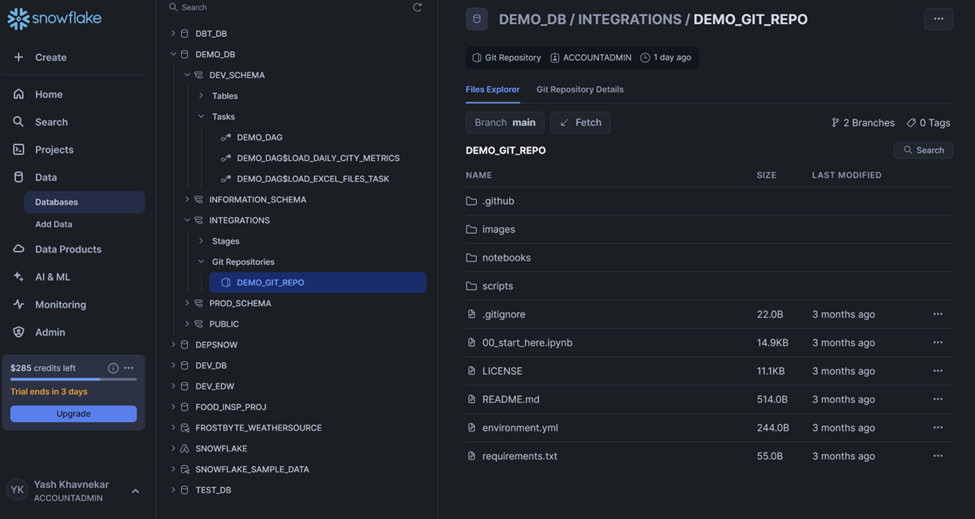 snowflake
Create
Home
Search
Projects
Data
Databases
Add Data
Data Products
AI & ML
Monitoring
Admin
$285 credits left
Trial ends in 3 days
Upgrade
YK
Yash Khavnekar
ACCOUNTADMIN
Search
DBT_DB
DEMO_DB
DEV_SCHEMA
Tables
Tasks
DEMO_DAG
DEMO_DAG$LOAD_DAILY_CITY_METRICS
DEMO_DAG$LOAD_EXCEL_FILES_TASK
INFORMATION_SCHEMA
INTEGRATIONS
Stages
Git Repositories
DEMO_GIT_REPO
PROD_SCHEMA
PUBLIC
DEPSNOW
DEV_DB
DEV_EDW
FOOD_INSP_PROJ
FROSTBYTE_WEATHERSOURCE
SNOWFLAKE
SNOWFLAKE_SAMPLE_DATA
TEST_DB
DEMO_DB / INTEGRATIONS / DEMO_GIT_REPO
Git Repository ACCOUNTADMIN 1 day ago
Files Explorer Git Repository Details
Branch main Fetch 2 Branches 0 Tags
DEMO_GIT_REPO Search
NAME SIZE LAST MODIFIED
.github
images
notebooks
scripts
.gitignore 22.0B 3 months ago
00_start_here.ipynb 14.9KB 3 months ago
LICENSE 11.1KB 3 months ago
README.md 514.0B 3 months ago
environment.yml 244.0B 3 months ago
requirements.txt 55.0B 3 months ago